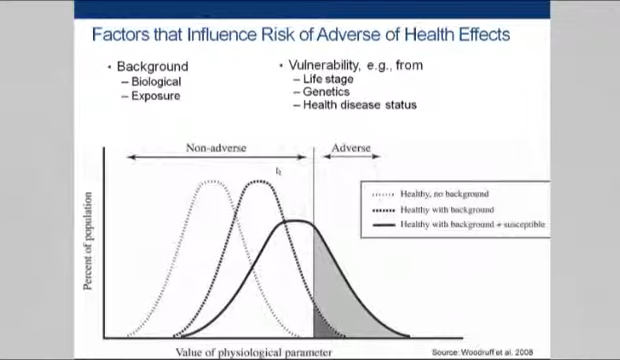 Factors that Influence Risk of Adverse of Health Effects
• Background
– Biological
– Exposure
• Vulnerability, e.g., from
– Life stage
– Genetics
– Health disease status
Non-adverse
Adverse
Healthy, no background
Healthy with background
Healthy with background + susceptible
Percent of population
Value of physiological parameter
Source: Woodruff et al. 2008